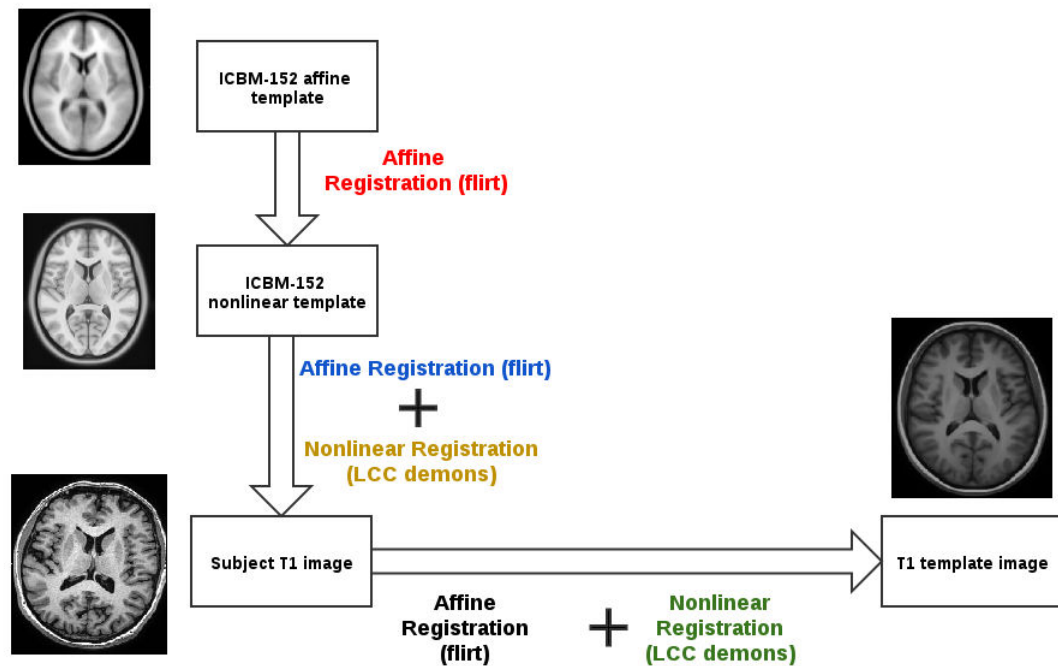 ICBM-152 affine
template
Affine
Registration (flirt)
ICBM-152
nonlinear template
Affine Registration (flirt)
Nonlinear Registration
(LCC demons)
Subject T1 image
T1 template image
Affine
Registration
(flirt)
Nonlinear
Registration
(LCC demons)